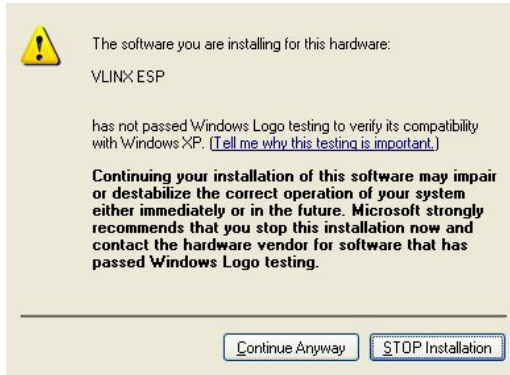 The software you are installing for this hardware:
VLINX ESP
has not passed Windows Logo testing to verify its compatibility
with Windows XP. (Tell me why this testing is important.)
Continuing your installation of this software may impair
or destabilize the correct operation of your system
either immediately or in the future. Microsoft strongly
recommends that you stop this installation now and
contact the hardware vendor for software that has
passed Windows Logo testing.
Continue Anyway
STOP Installation